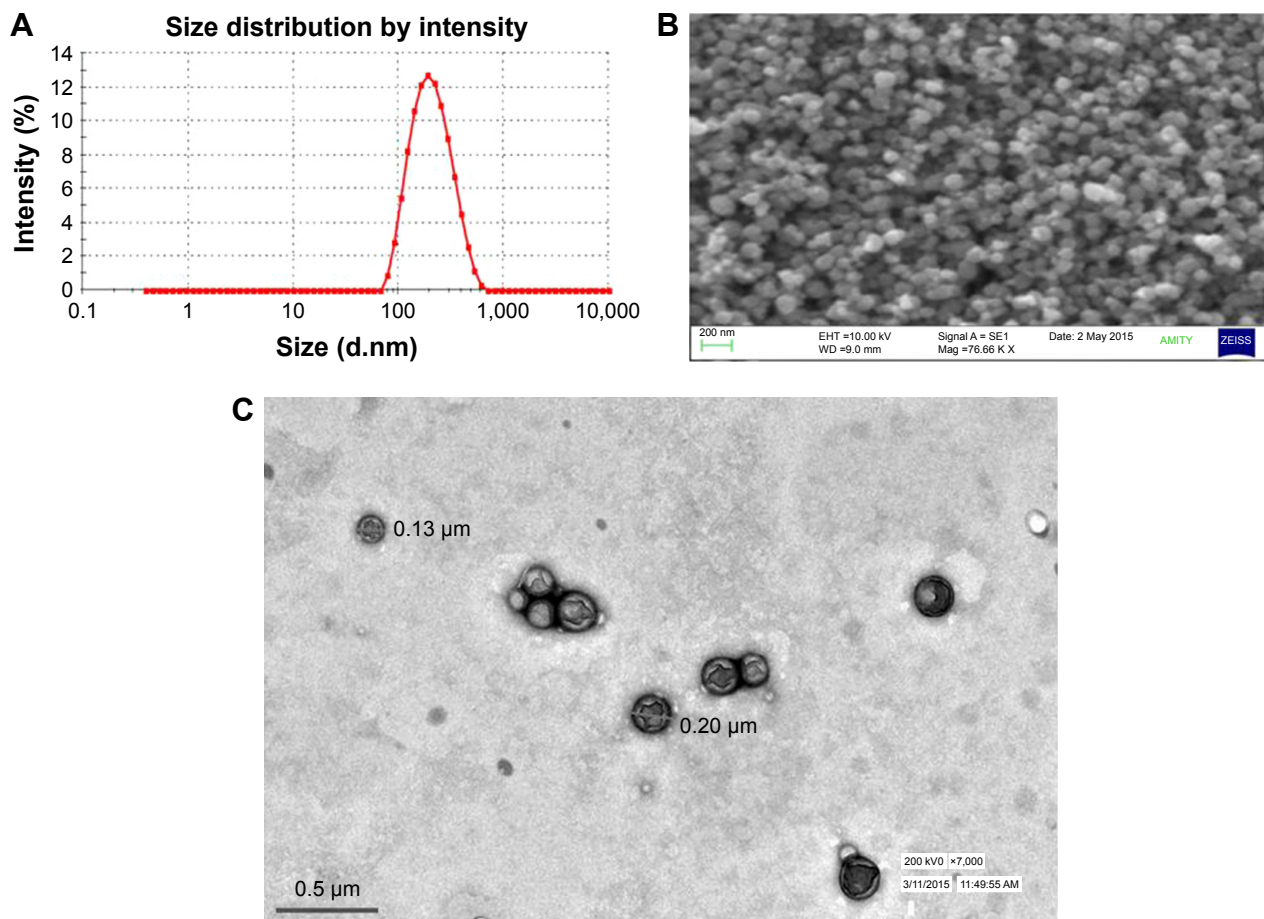 A
Size distribution by intensity
14
12
10
8
6
4
2
0
Intensity (%)
0.1 1 10 100 1,000 10,000
Size (d.nm)
B
200 nm
EHT =10.00 kV Signal A = SE1 Date: 2 May 2015 AMITY ZEISS
WD =9.0 mm Mag =76.66 K X
C
0.13 µm
0.20 µm
200 kV0 ×7,000
3/11/2015 11:49:55 AM
0.5 µm